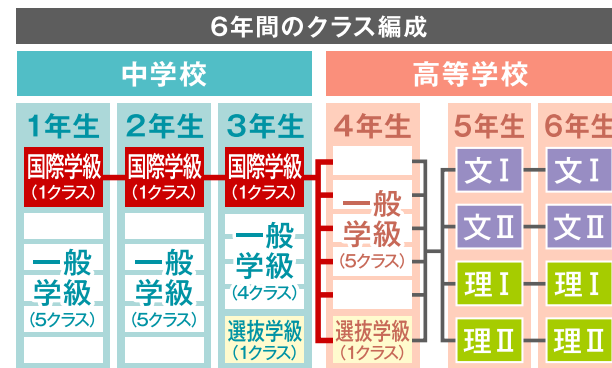 6年間のクラス編成
中学校
高等学校
1年生
2年生
3年生
4年生
5年生
6年生
国際学級
(1クラス)
国際学級
(1クラス)
国際学級
(1クラス)
一般
学級
(5クラス)
一般
学級
(5クラス)
一般
学級
(4クラス)
選抜学級
(1クラス)
一般
学級
(5クラス)
選抜学級
(1クラス)
文Ⅰ
文Ⅰ
文Ⅱ
文Ⅱ
理Ⅰ
理Ⅰ
理Ⅱ
理Ⅱ